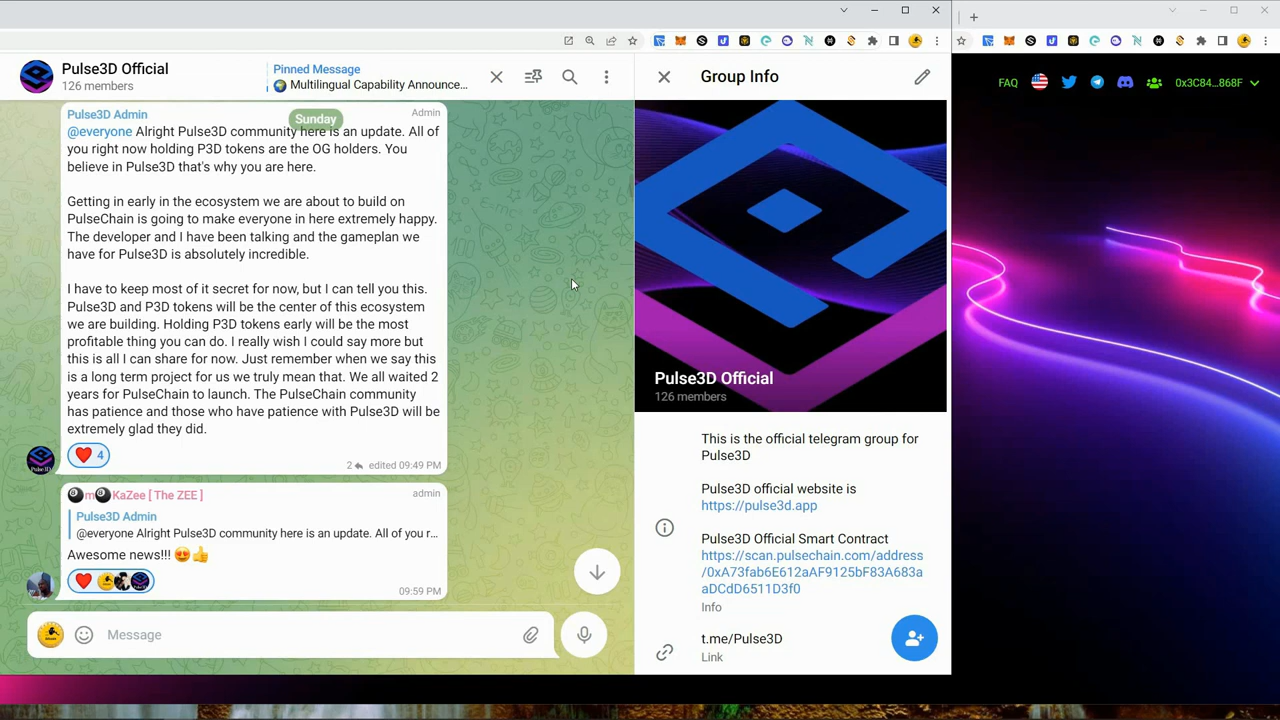 Pulse3D Official
126 members
Pinned Message
🌍 Multilingual Capability Announce...
Group Info
FAQ
0x3C84...868F
Sunday
Pulse3D Admin
Admin
@everyone Alright Pulse3D community here is an update. All of
you right now holding P3D tokens are the OG holders. You
believe in Pulse3D that's why you are here.
Getting in early in the ecosystem we are about to build on
PulseChain is going to make everyone in here extremely happy.
The developer and I have been talking and the gameplan we
have for Pulse3D is absolutely incredible.
I have to keep most of it secret for now, but I can tell you this.
Pulse3D and P3D tokens will be the center of this ecosystem
we are building. Holding P3D tokens early will be the most
profitable thing you can do. I really wish I could say more but
this is all I can share for now. Just remember when we say this
is a long term project for us we truly mean that. We all waited 2
years for PulseChain to launch. The PulseChain community
has patience and those who have patience with Pulse3D will be
extremely glad they did.
❤️ 4
2 edited 09:49 PM
🎱m🎱KaZee [ The ZEE ]
admin
Pulse3D Admin
@everyone Alright Pulse3D community here is an update. All of you r...
Awesome news!!! 😍👍
09:59 PM
Message
Pulse3D Official
126 members
This is the official telegram group for
Pulse3D
Pulse3D official website is
https://pulse3d.app
Pulse3D Official Smart Contract
https://scan.pulsechain.com/address
/0xA73fab6E612aAF9125bF83A683a
aDCdD6511D3f0
Info
t.me/Pulse3D
Link